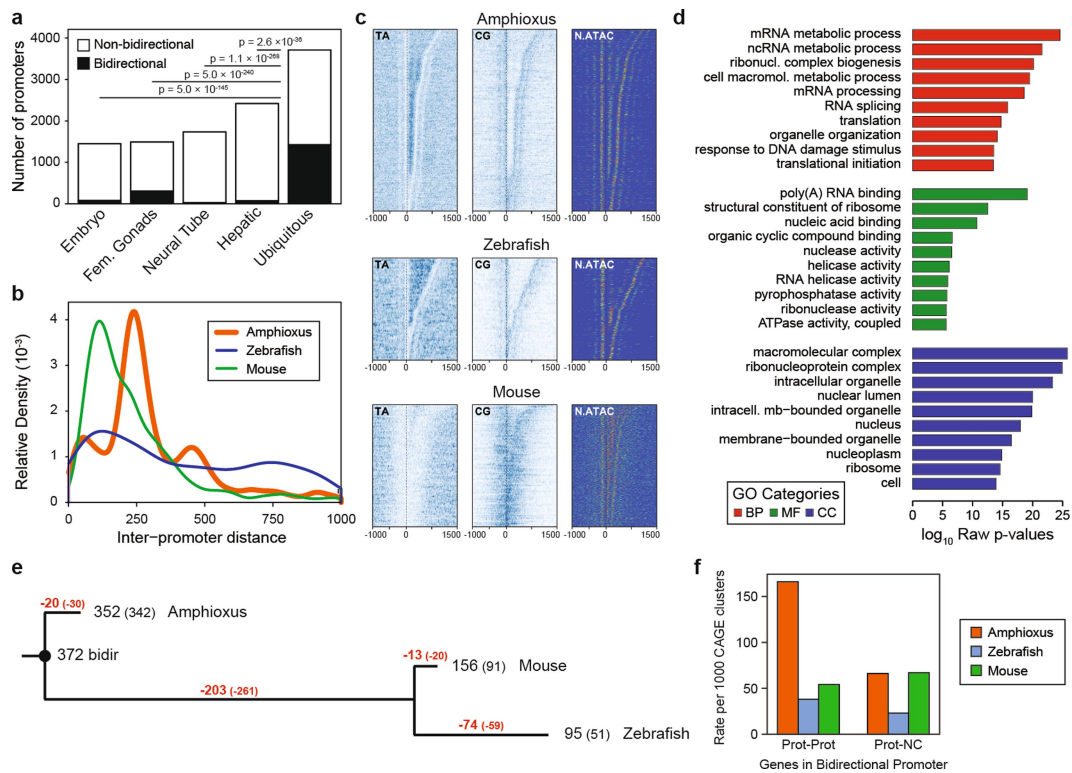 a
Number of promoters
4000
3000
2000
1000
0
Non-bidirectional
Bidirectional
p = 2.6 ×10-36
p = 1.1 ×10-268
p = 5.0 ×10-240
p = 5.0 × 10-145
Embryo
Fem. Gonads
Neural Tube
Hepatic
Ubiquitous
b
Relative Density (10-3)
4
3
2
1
0
Amphioxus
Zebrafish
Mouse
0 250 500 750 1000
Inter-promoter distance
c
Amphioxus
TA CG N.ATAC
-1000 0 1500 -1000 0 1500 -1000 0 1500
Zebrafish
TA CG N.ATAC
-1000 0 1500 -1000 0 1500 -1000 0 1500
Mouse
TA CG N.ATAC
-1000 0 1500 -1000 0 1500 -1000 0 1500
d
mRNA metabolic process
ncRNA metabolic process
ribonucl. complex biogenesis
cell macromol. metabolic process
mRNA processing
RNA splicing
translation
organelle organization
response to DNA damage stimulus
translational initiation
poly(A) RNA binding
structural constituent of ribosome
nucleic acid binding
organic cyclic compound binding
nuclease activity
helicase activity
RNA helicase activity
pyrophosphatase activity
ribonuclease activity
ATPase activity, coupled
macromolecular complex
ribonucleoprotein complex
intracellular organelle
nuclear lumen
intracell. mb−bounded organelle
nucleus
membrane−bounded organelle
nucleoplasm
ribosome
cell
GO Categories
BP MF CC
0 5 10 15 20 25
log10 Raw p-values
e
-20 (-30)
352 (342) Amphioxus
372 bidir
-203 (-261)
-13 (-20)
156 (91) Mouse
-74 (-59)
95 (51) Zebrafish
f
Rate per 1000 CAGE clusters
150
100
50
0
Prot-Prot Prot-NC
Genes in Bidirectional Promoter
Amphioxus
Zebrafish
Mouse